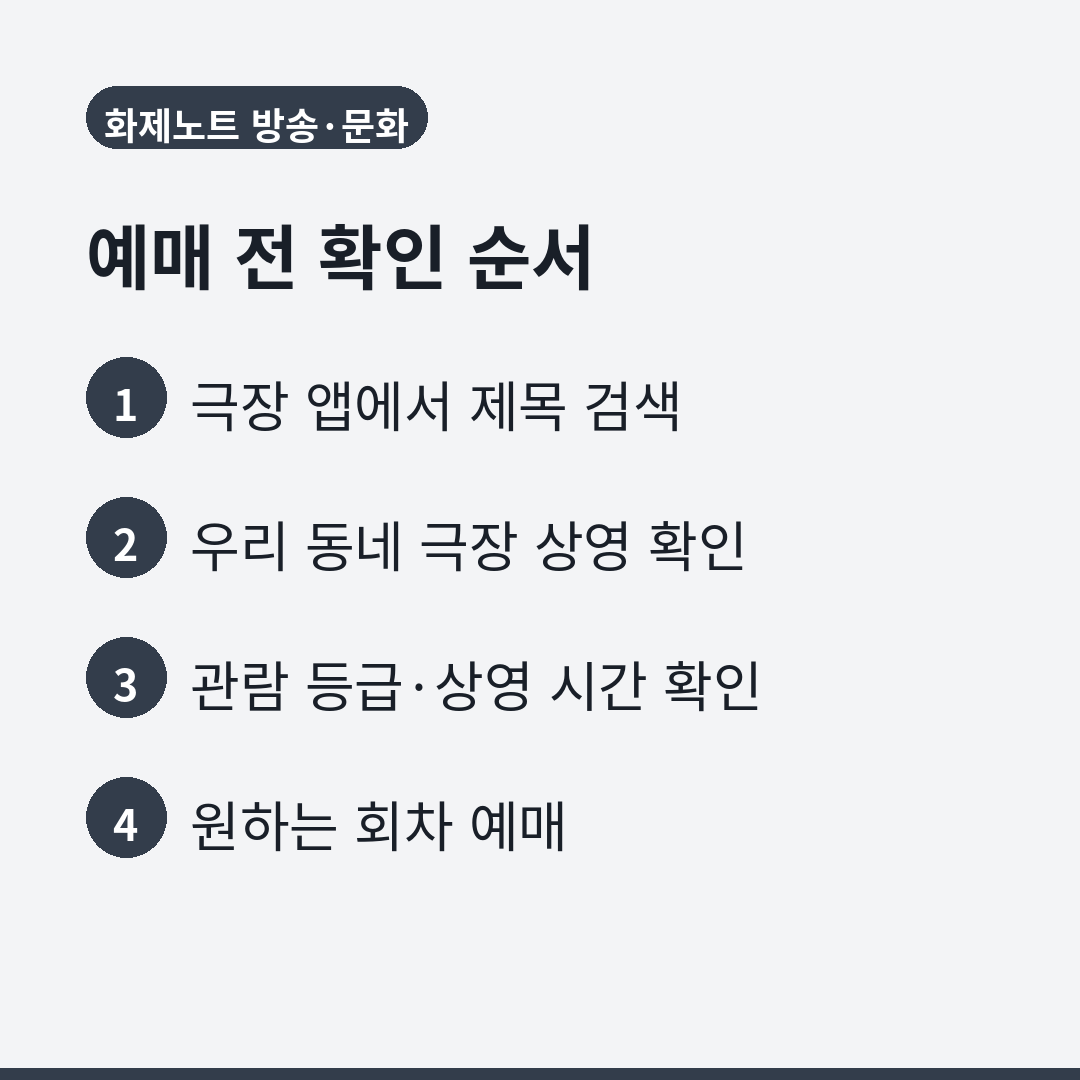 화제노트 방송·문화
예매 전 확인 순서
1 극장 앱에서 제목 검색
2 우리 동네 극장 상영 확인
3 관람 등급·상영 시간 확인
4 원하는 회차 예매